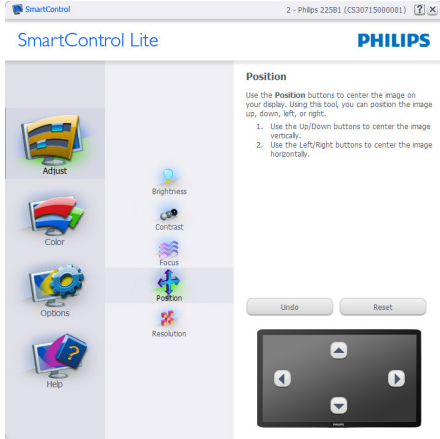 SmartControl
2 - Philips 225B1 (CS30715000001)
SmartControl Lite
PHILIPS
Position
Use the Position buttons to center the image on
your display. Using this tool, you can position the image
up, down, left, or right.
1. Use the Up/Down buttons to center the image
vertically.
2. Use the Left/Right buttons to center the image
horizontally.
Adjust
Color
Options
Help
Brightness
Contrast
Focus
Position
Resolution
Undo
Reset
PHILIPS